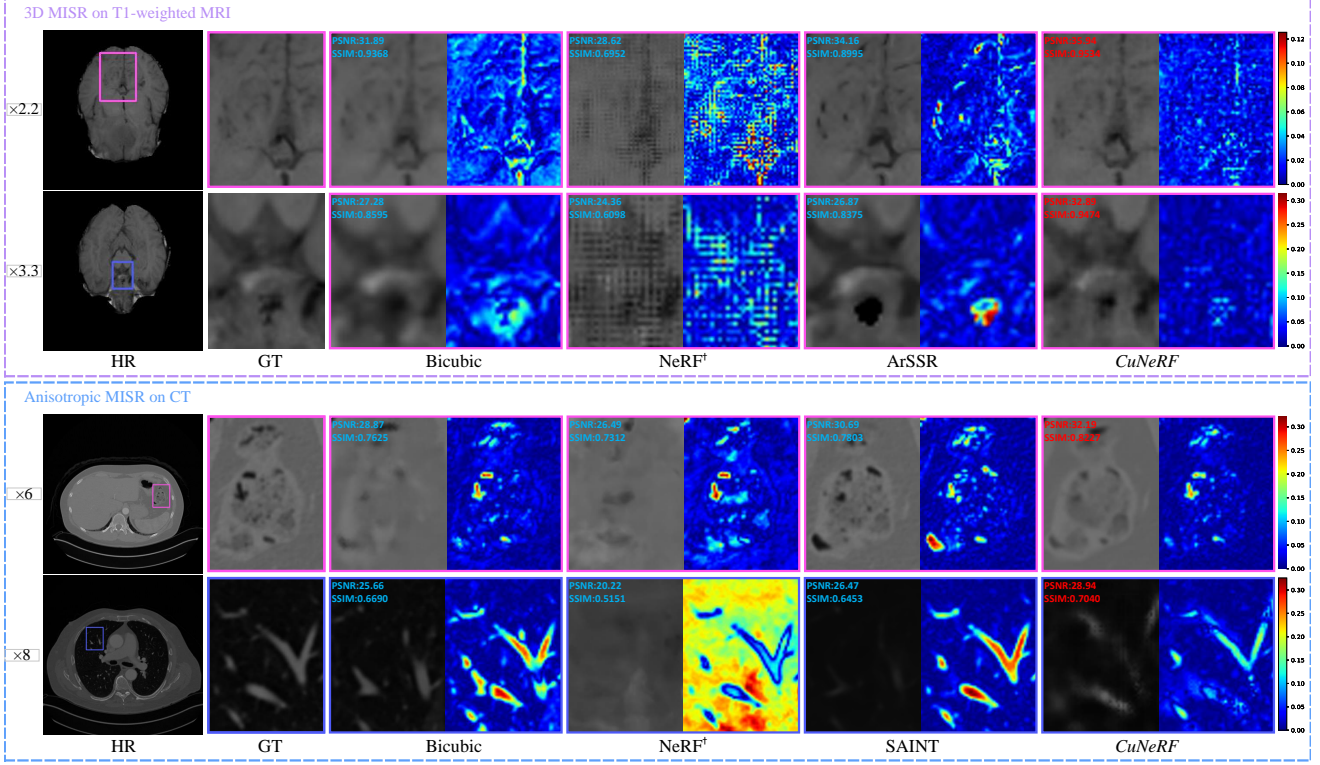 3D MISR on T1-weighted MRI
×2.2
PSNR:31.89
SSIM:0.9368
PSNR:28.62
SSIM:0.6952
PSNR:34.16
SSIM:0.8995
0.12
0.10
0.08
0.06
0.04
0.02
0.00
×3.3
PSNR:27.28
SSIM:0.8595
PSNR:24.36
SSIM:0.6098
PSNR:26.87
SSIM:0.8375
0.30
0.25
0.20
0.15
0.10
0.05
0.00
HR GT Bicubic NeRF† ArSSR CuNeRF
Anisotropic MISR on CT
×6
PSNR:28.87
SSIM:0.7625
PSNR:26.49
SSIM:0.7312
PSNR:30.69
SSIM:0.7803
PSNR:32.19
0.30
0.25
0.20
0.15
0.10
0.05
0.00
×8
PSNR:25.66
SSIM:0.6690
PSNR:20.22
SSIM:0.5151
PSNR:26.47
SSIM:0.6453
PSNR:28.94
SSIM:0.7040
0.30
0.25
0.20
0.15
0.10
0.05
0.00
HR GT Bicubic NeRF† SAINT CuNeRF